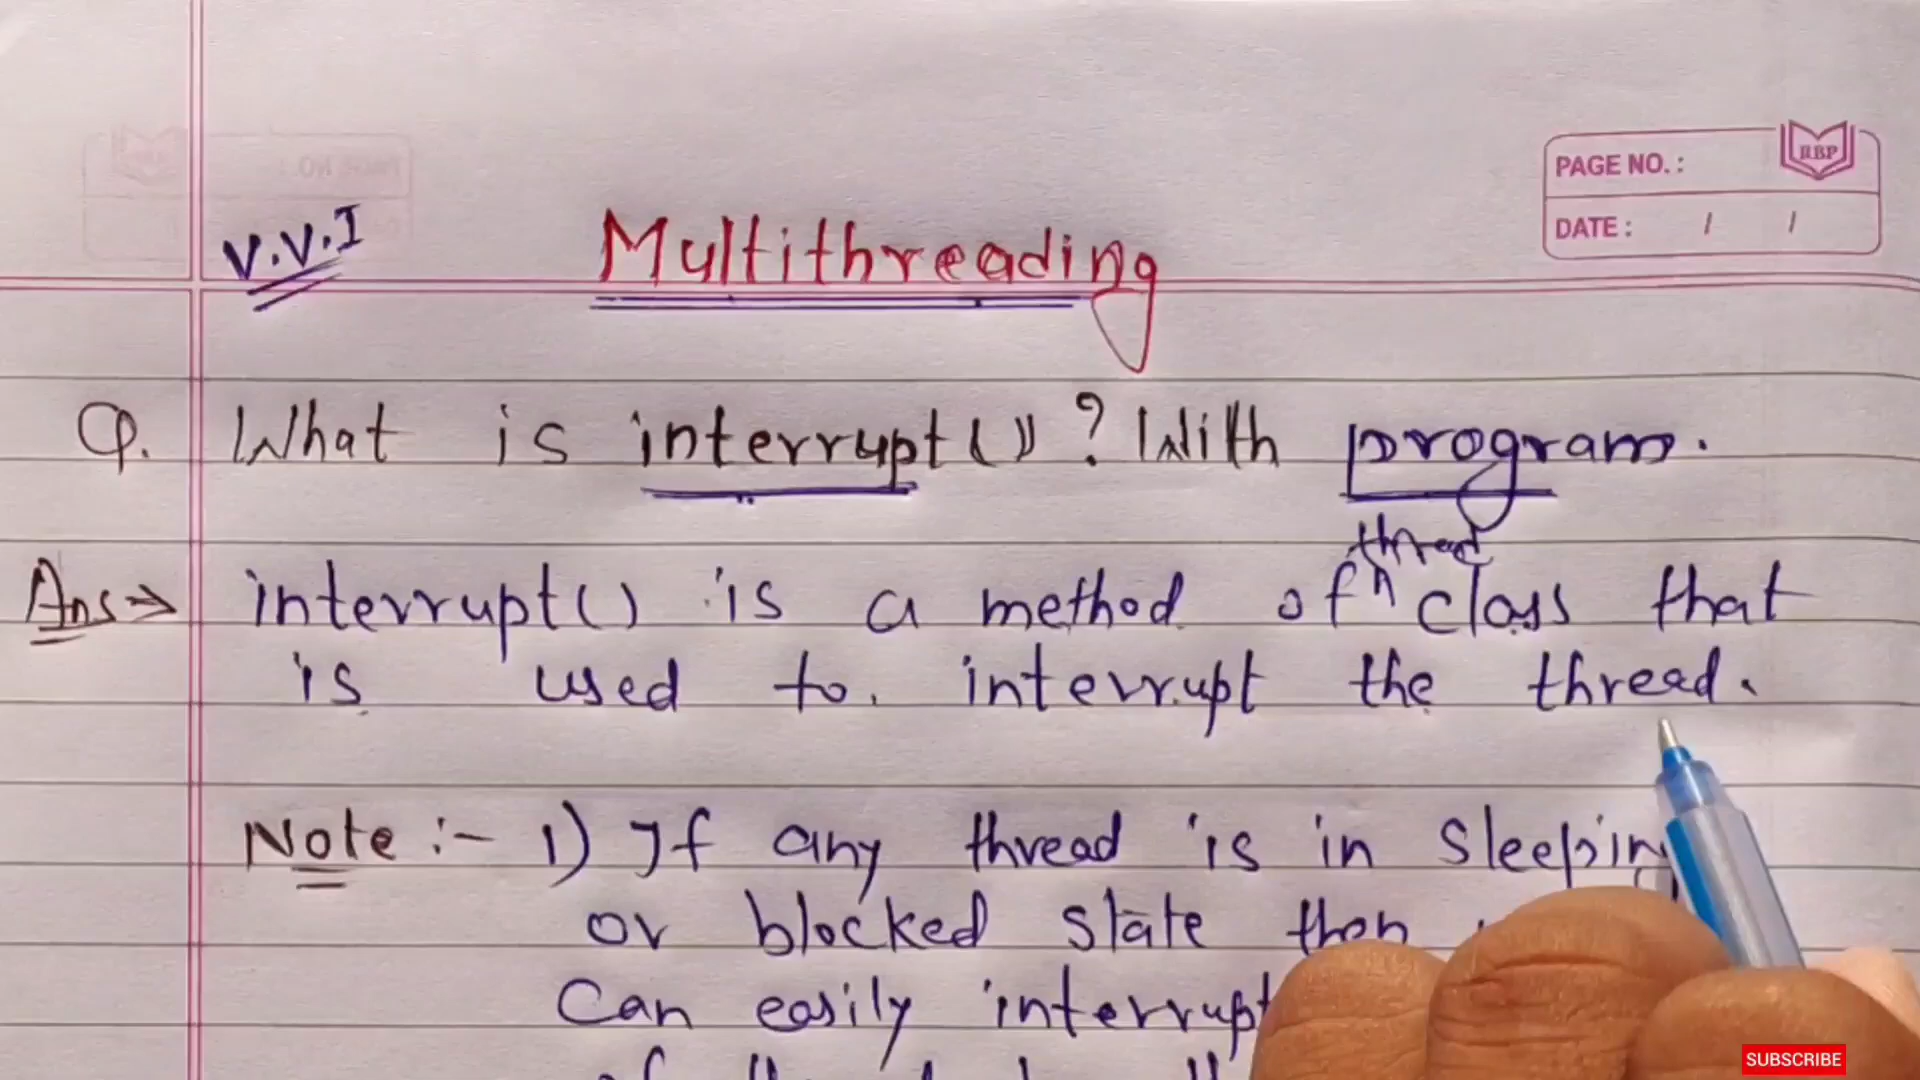 PAGE NO. :
RBP
DATE : / /
V.V.I Multithreading
Q. What is interrupt()? With program.
thread
Ans⇒ interrupt() is a method of ^ class that
is used to interrupt the thread.
Note :- 1) If any thread is in sleeping
or blocked state then
Can easily interrupt
SUBSCRIBE